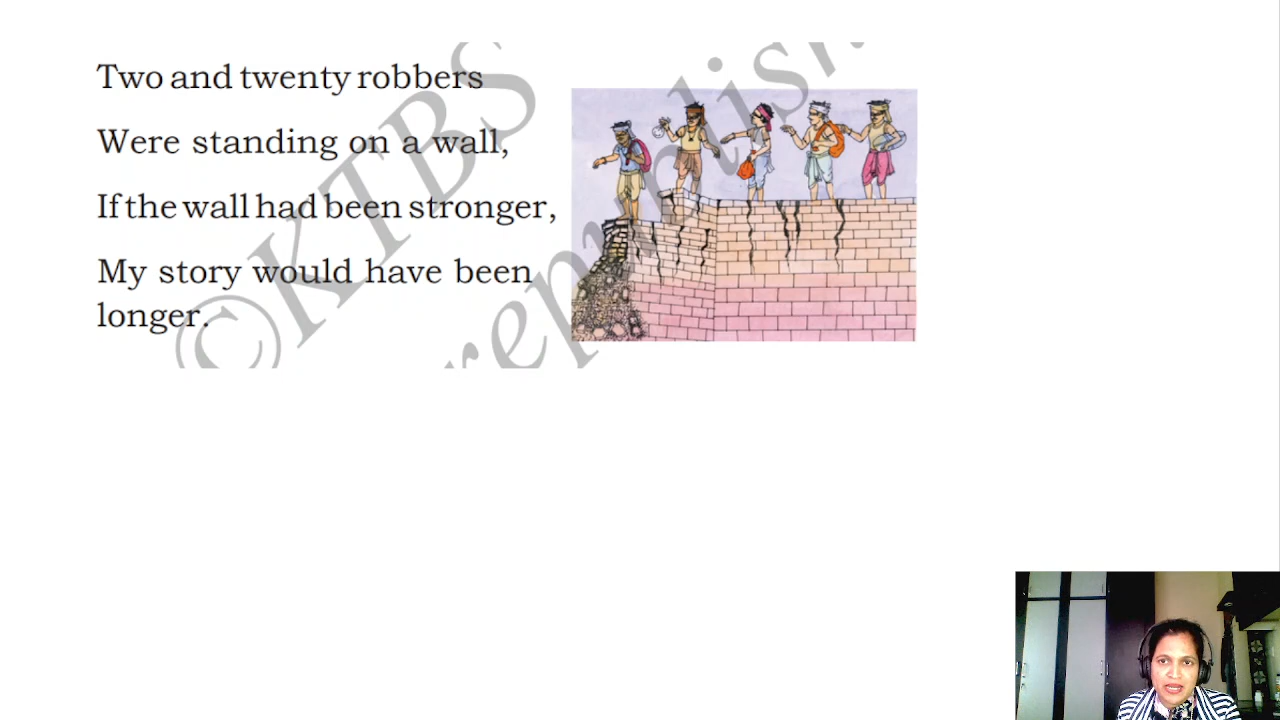 Two and twenty robbers
Were standing on a wall,
If the wall had been stronger,
My story would have been
longer.
©KTBS
republish